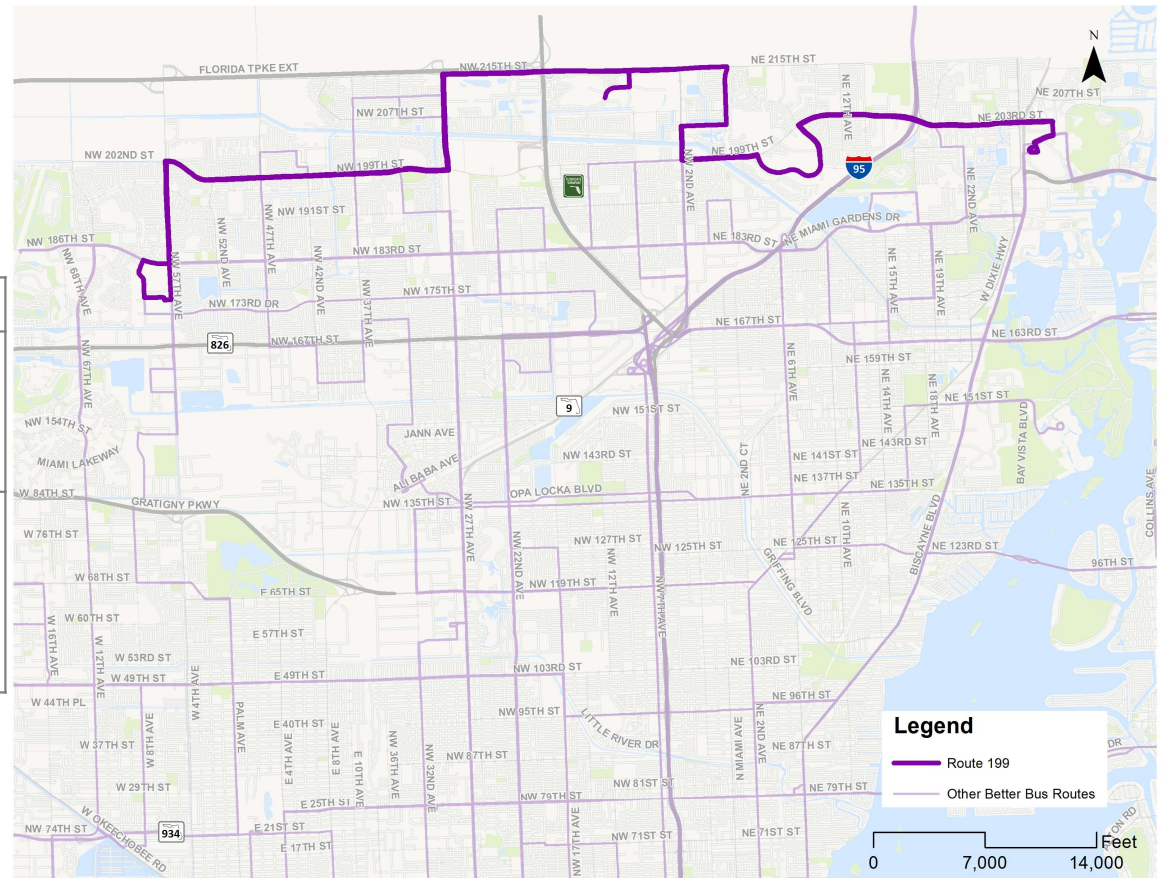 N
FLORIDA TPKE EXT
NW 215TH ST
NE 215TH ST
NE 12TH AVE
NE 207TH ST
NW 207TH ST
NE 203RD ST
NW 202ND ST
NW 199TH ST
NE 199TH ST
95
NW 2ND AVE
NE 22ND AVE
NW 191ST ST
NW 186TH ST
NW 52ND AVE
NW 47TH AVE
NW 183RD ST
NE 183RD ST
NE MIAMI GARDENS DR
NW 68TH AVE
NW 57TH AVE
NW 42ND AVE
NE 15TH AVE
NE 19TH AVE
W DIXIE HWY
NW 173RD DR
NW 37TH AVE
NW 175TH ST
826
NW 167TH ST
NE 167TH ST
NE 163RD ST
NW 67TH AVE
NE 6TH AVE
NE 159TH ST
NE 14TH AVE
NE 18TH AVE
NE 151ST ST
9
NW 151ST ST
NW 154TH ST
JANN AVE
NE 143RD ST
BAY VISTA BLVD
MIAMI LAKEWAY
NW 143RD ST
NE 2ND CT
NE 141ST ST
ALI BABA AVE
NE 137TH ST
NE 135TH ST
W 84TH ST
GRATIGNY PKWY
NW 135TH ST
OPA LOCKA BLVD
COLLINS AVE
NW 27TH AVE
NE 10TH AVE
BISCAYNE BLVD
W 76TH ST
NW 22ND AVE
NW 127TH ST
NW 125TH ST
NE 125TH ST
NE 123RD ST
96TH ST
W 68TH ST
E 65TH ST
NW 119TH ST
NW 12TH AVE
NW 7TH AVE
GRIFFING BLVD
W 16TH AVE
W 60TH ST
E 57TH ST
W 53RD ST
W 12TH AVE
W 4TH AVE
NW 103RD ST
NE 103RD ST
W 49TH ST
E 49TH ST
NE 96TH ST
W 44TH PL
PALM AVE
NW 95TH ST
E 40TH ST
LITTLE RIVER DR
N MIAMI AVE
NE 2ND AVE
Legend
W 37TH ST
W 8TH AVE
E 4TH AVE
E 8TH AVE
E 10TH AVE
NW 36TH AVE
NW 32ND AVE
NW 87TH ST
NE 87TH ST
DR
Route 199
W 29TH ST
NW 81ST ST
NE 79TH ST
Other Better Bus Routes
E 25TH ST
NW 79TH ST
W OKEECHOBEE RD
NW 74TH ST
934
E 21ST ST
NW 17TH AVE
NW 71ST ST
NE 71ST ST
E 17TH ST
Feet
0 7,000 14,000